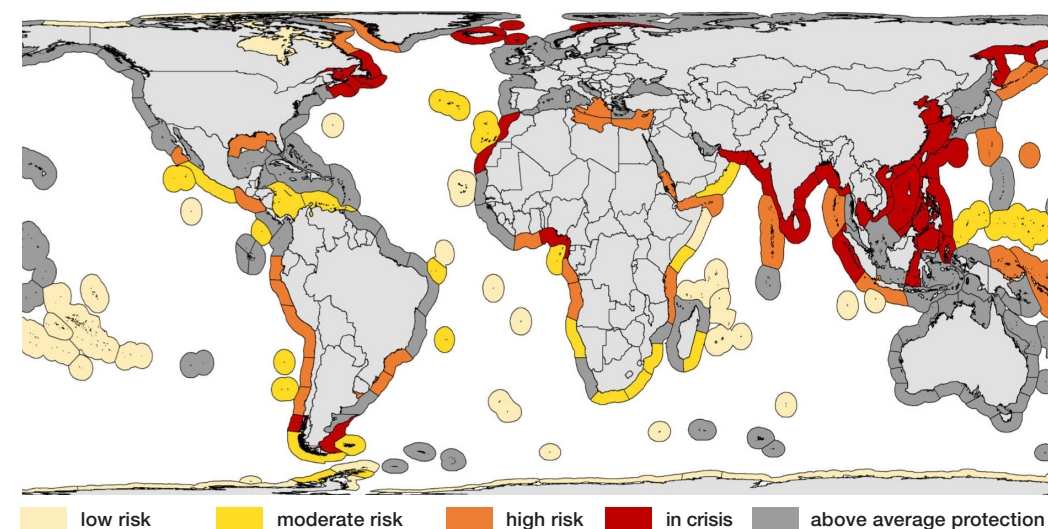 low risk moderate risk high risk in crisis above average protection